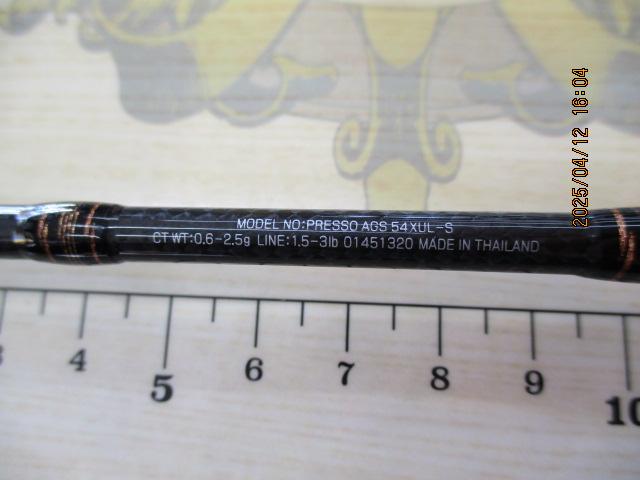 MODEL NO:PRESSO AGS 54XUL-S
CT WT:0.6-2.5g LINE:1.5-3lb 01451320 MADE IN THAILAND
2025/04/12 16:04
3 4 5 6 7 8 9 10